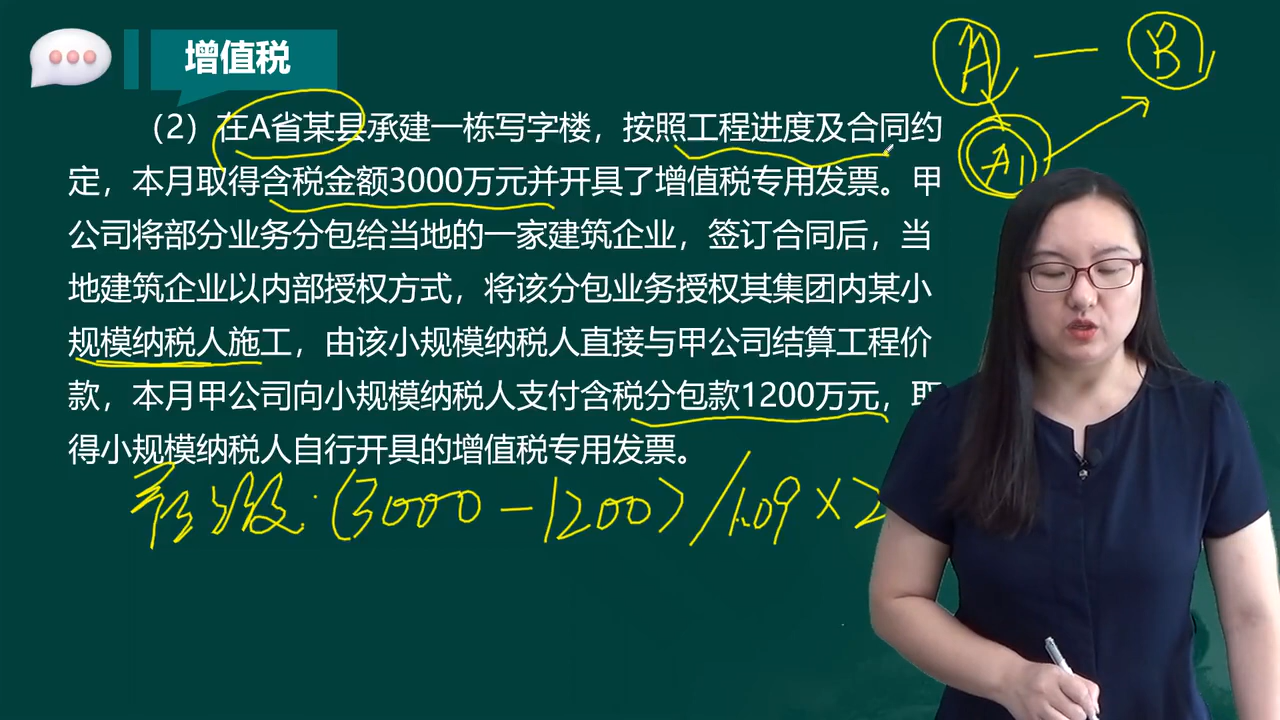 增值税
A — B
A1
（2）在A省某县承建一栋写字楼，按照工程进度及合同约
定，本月取得含税金额3000万元并开具了增值税专用发票。甲
公司将部分业务分包给当地的一家建筑企业，签订合同后，当
地建筑企业以内部授权方式，将该分包业务授权其集团内某小
规模纳税人施工，由该小规模纳税人直接与甲公司结算工程价
款，本月甲公司向小规模纳税人支付含税分包款1200万元，取
得小规模纳税人自行开具的增值税专用发票。
(3000-1200)/1.09×2